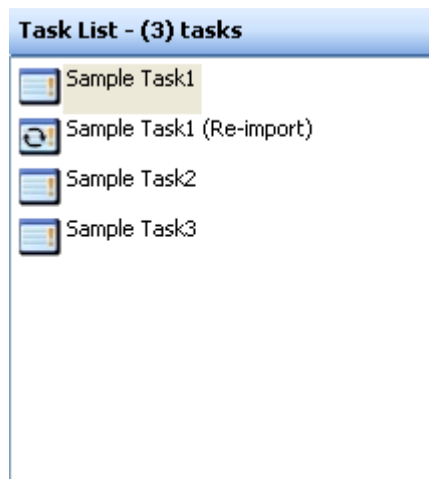 Task List - (3) tasks
Sample Task1
Sample Task1 (Re-import)
Sample Task2
Sample Task3